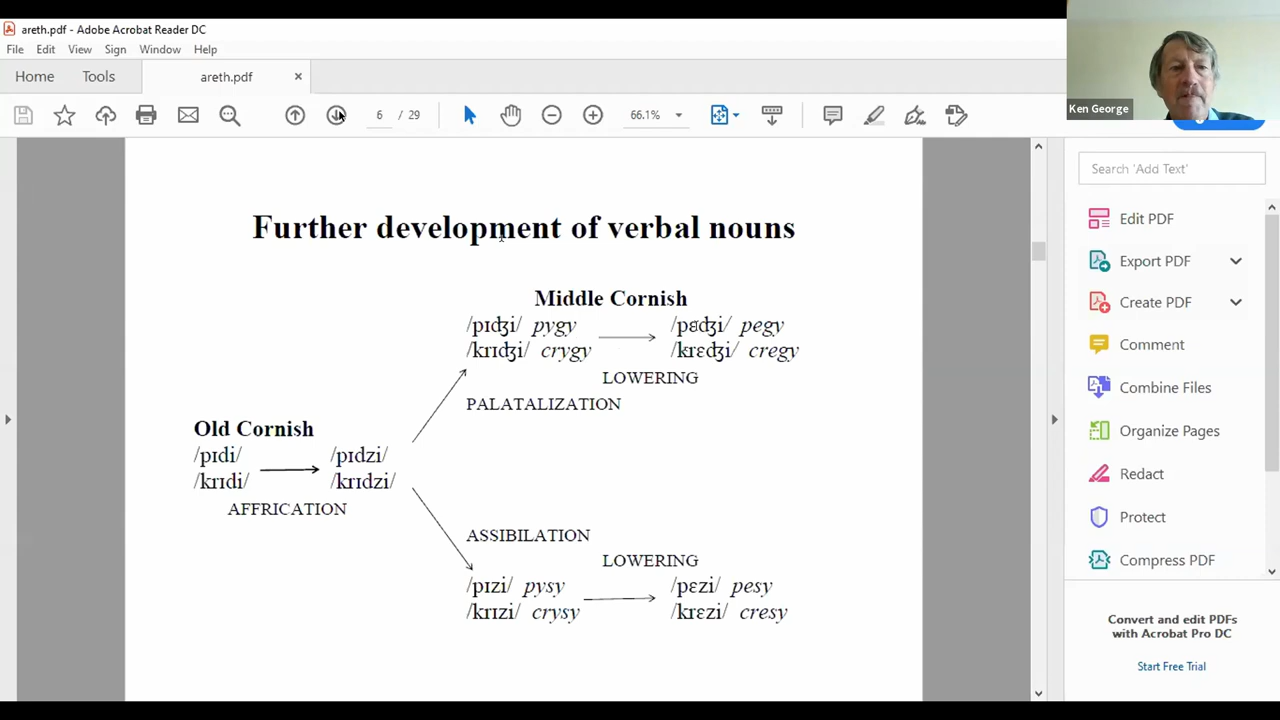 areth.pdf - Adobe Acrobat Reader DC
File Edit View Sign Window Help
Home Tools areth.pdf ×
6 / 29 66.1%
Ken George
Further development of verbal nouns
Middle Cornish
/pɪʤi/ pygy /pɛʤi/ pegy
/krɪʤi/ crygy /krɛʤi/ cregy
LOWERING
PALATALIZATION
Old Cornish
/pɪdi/ /pɪdzi/
/krɪdi/ /krɪdzi/
AFFRICATION
ASSIBILATION
LOWERING
/pɪzi/ pysy /pɛzi/ pesy
/krɪzi/ crysy /krɛzi/ cresy
Search 'Add Text'
Edit PDF
Export PDF
Create PDF
Comment
Combine Files
Organize Pages
Redact
Protect
Compress PDF
Convert and edit PDFs
with Acrobat Pro DC
Start Free Trial